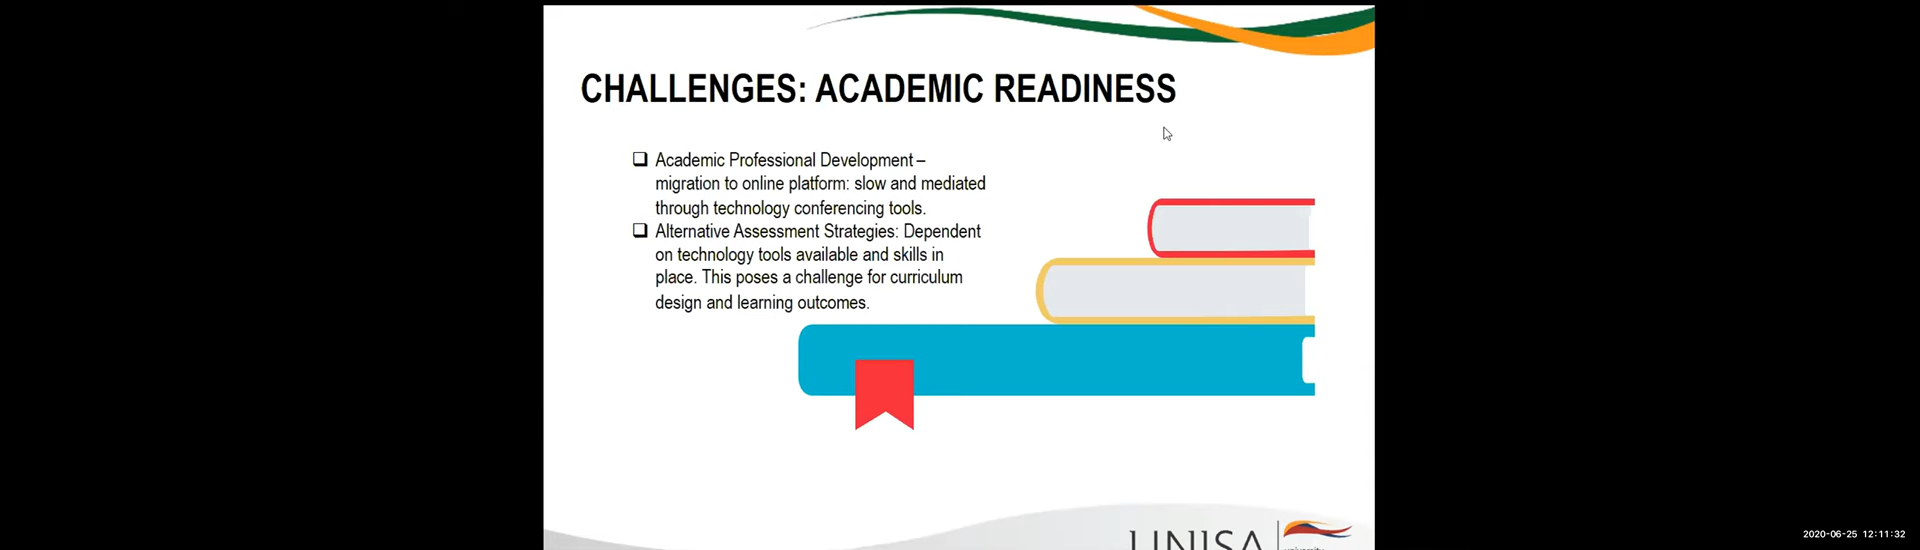 CHALLENGES: ACADEMIC READINESS
Academic Professional Development –
migration to online platform: slow and mediated
through technology conferencing tools.
Alternative Assessment Strategies: Dependent
on technology tools available and skills in
place. This poses a challenge for curriculum
design and learning outcomes.
UNISA
2020-06-25 12:11:32